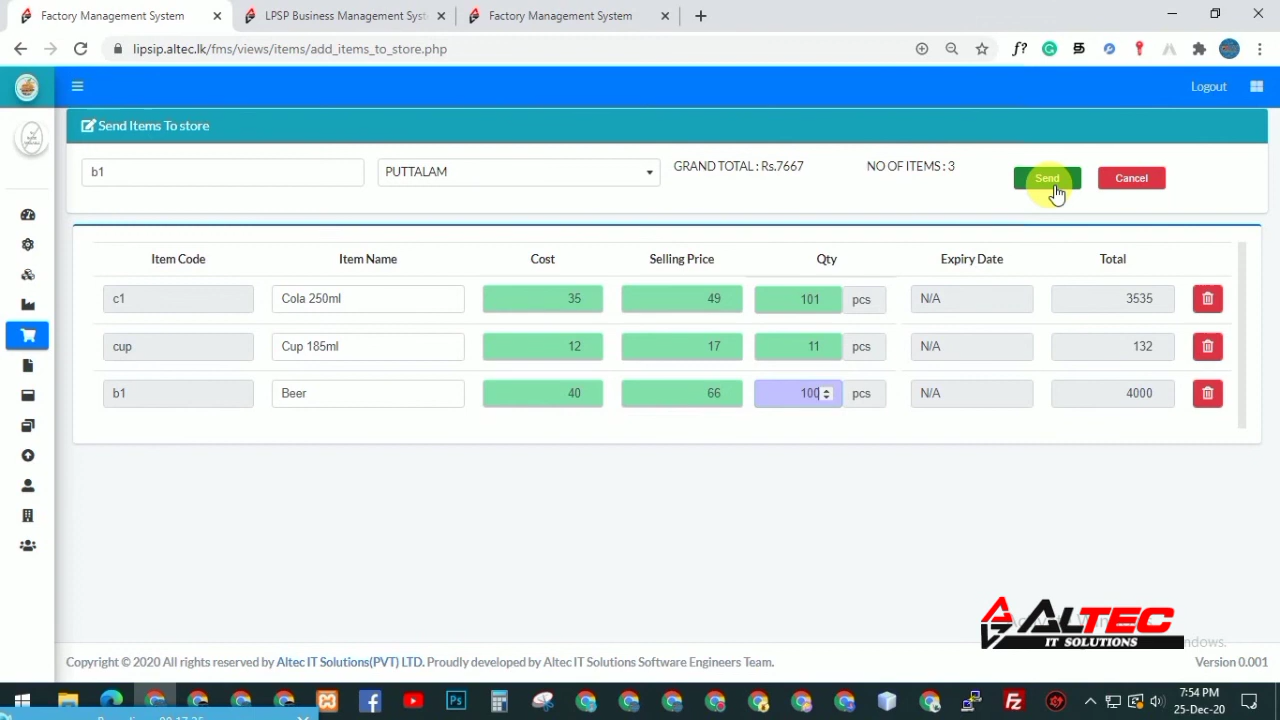 Factory Management System
LPSP Business Management System
Factory Management System
lipsip.altec.lk/fms/views/items/add_items_to_store.php
Logout
Send Items To store
b1
PUTTALAM
GRAND TOTAL : Rs.7667
NO OF ITEMS : 3
Send
Cancel
Item Code Item Name Cost Selling Price Qty Expiry Date Total
c1 Cola 250ml 35 49 101 pcs N/A 3535
cup Cup 185ml 12 17 11 pcs N/A 132
b1 Beer 40 66 100 pcs N/A 4000
ALTEC
IT SOLUTIONS
Copyright © 2020 All rights reserved by Altec IT Solutions(PVT) LTD. Proudly developed by Altec IT Solutions Software Engineers Team.
Version 0.001
7:54 PM
25-Dec-20